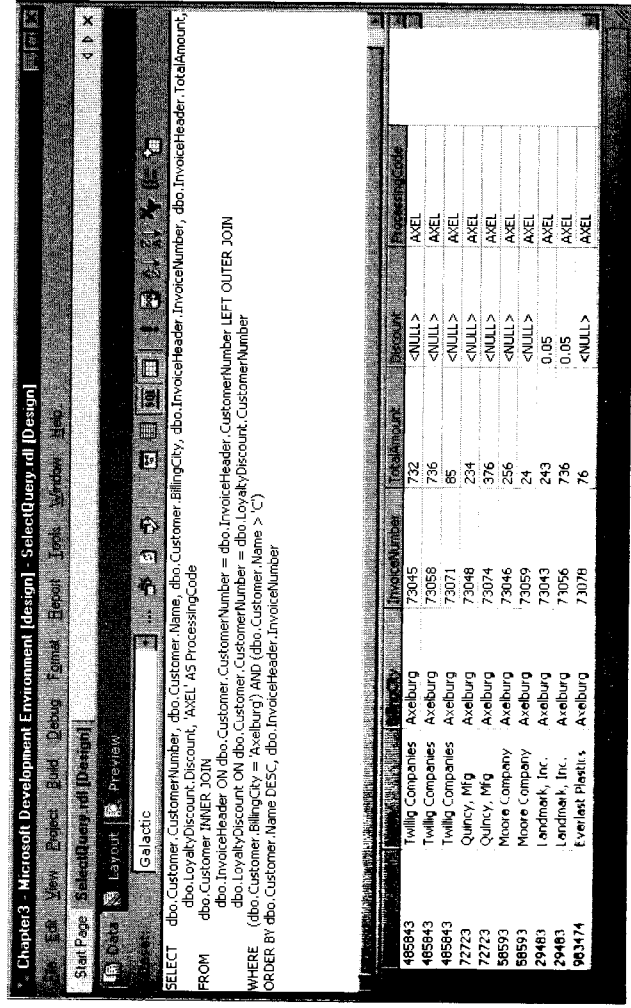 Chapter3 - Microsoft Development Environment [design] - SelectQuery.rdl [Design]
Edit View Project Build Debug Format Report Tools Window Help
Start Page SelectQuery.rdl [Design]
Data Layout Preview
Galactic
SELECT dbo.Customer.CustomerNumber, dbo.Customer.Name, dbo.Customer.BillingCity, dbo.InvoiceHeader.InvoiceNumber, dbo.InvoiceHeader.TotalAmount,
dbo.LoyaltyDiscount.Discount, 'AXEL' AS ProcessingCode
FROM dbo.Customer INNER JOIN
dbo.InvoiceHeader ON dbo.Customer.CustomerNumber = dbo.InvoiceHeader.CustomerNumber LEFT OUTER JOIN
dbo.LoyaltyDiscount ON dbo.Customer.CustomerNumber = dbo.LoyaltyDiscount.CustomerNumber
WHERE (dbo.Customer.BillingCity = 'Axelburg') AND (dbo.Customer.Name > 'C')
ORDER BY dbo.Customer.Name DESC, dbo.InvoiceHeader.InvoiceNumber
BillingCity InvoiceNumber TotalAmount Discount ProcessingCode
485843 Twillig Companies Axelburg 73045 732 <NULL> AXEL
485843 Twillig Companies Axelburg 73058 736 <NULL> AXEL
485843 Twillig Companies Axelburg 73071 85 <NULL> AXEL
72723 Quincy, Mfg Axelburg 73048 234 <NULL> AXEL
72723 Quincy, Mfg Axelburg 73074 376 <NULL> AXEL
58593 Moore Company Axelburg 73046 256 <NULL> AXEL
58593 Moore Company Axelburg 73059 24 <NULL> AXEL
29483 Landmark, Inc. Axelburg 73043 243 0.05 AXEL
29483 Landmark, Inc. Axelburg 73056 736 0.05 AXEL
983474 Everlast Plastics Axelburg 73078 76 <NULL> AXEL